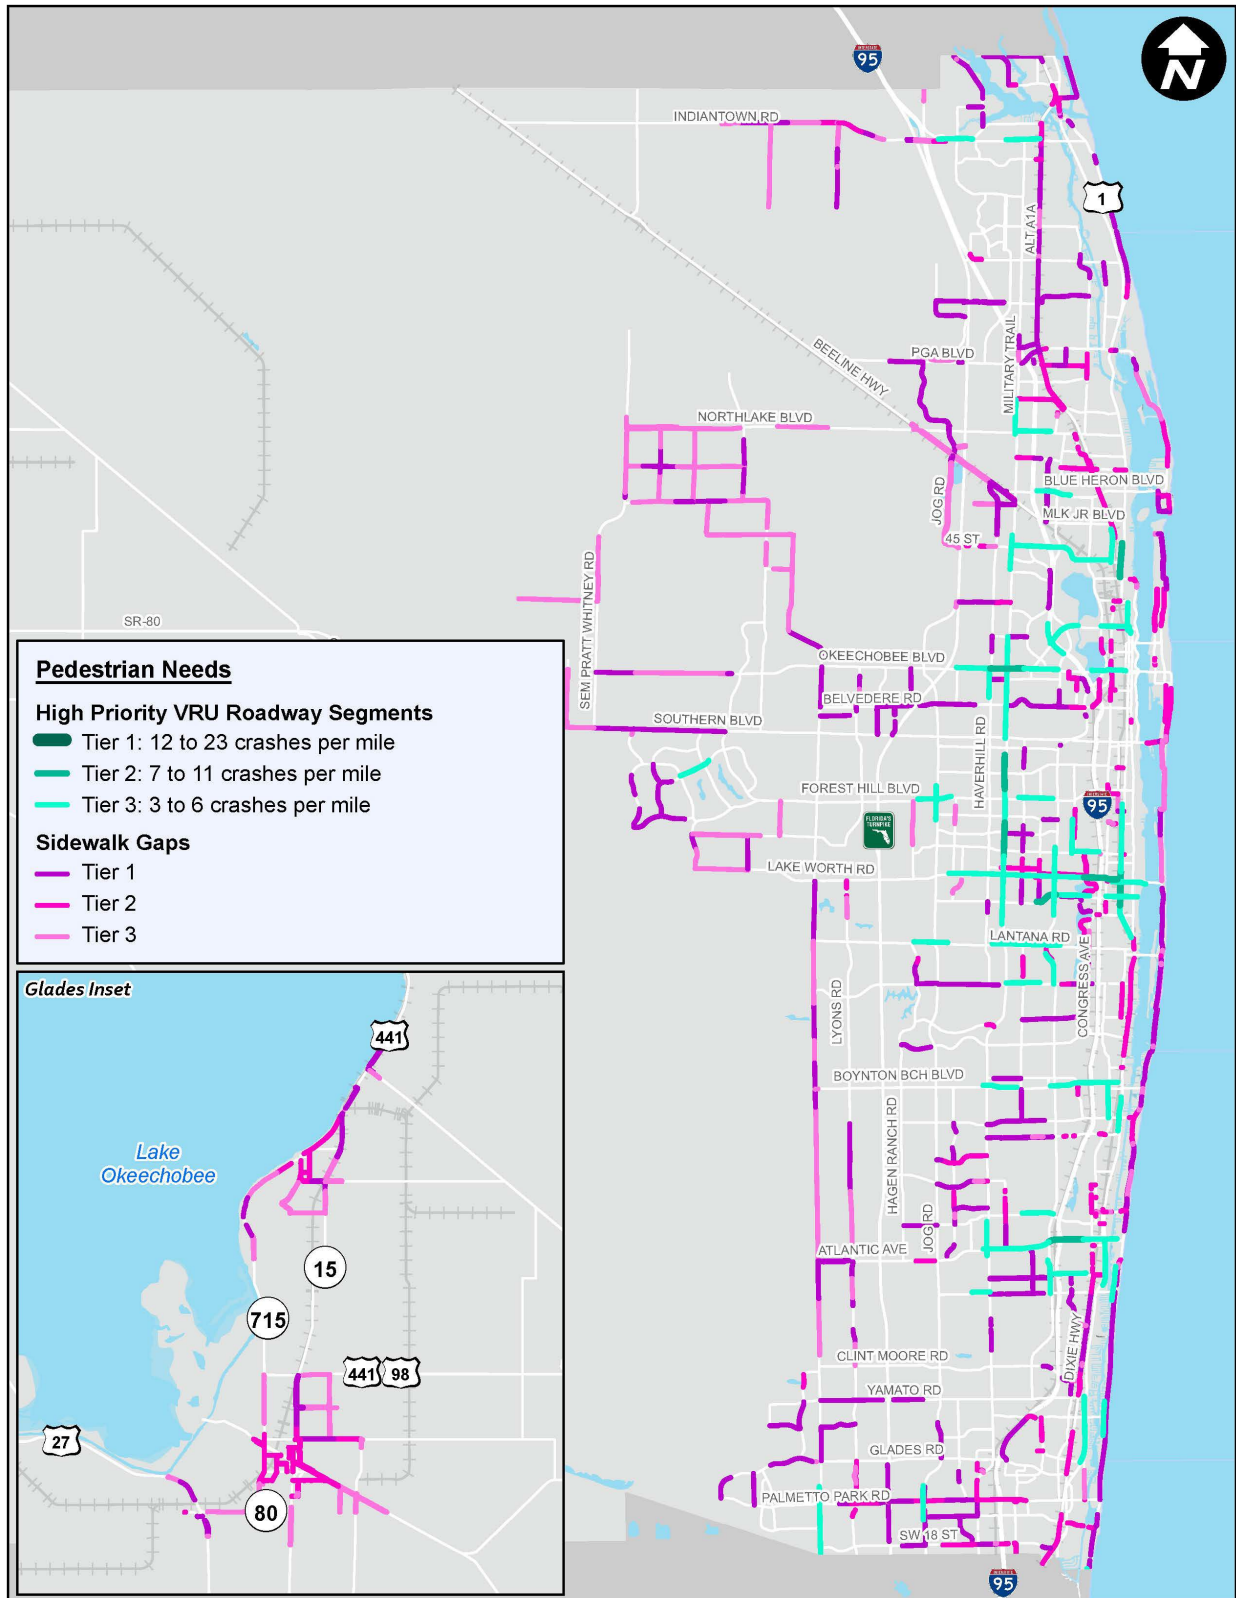 N
INTERSTATE
95
INDIANTOWN RD
1
ALT A1A
MILITARY TRAIL
BEELINE HWY
PGA BLVD
NORTHLAKE BLVD
BLUE HERON BLVD
JOG RD
MLK JR BLVD
45 ST
SEM PRATT WHITNEY RD
SR-80
OKEECHOBEE BLVD
BELVEDERE RD
SOUTHERN BLVD
HAVERHILL RD
FOREST HILL BLVD
INTERSTATE
95
FLORIDA'S
TURNPIKE
LAKE WORTH RD
LANTANA RD
CONGRESS AVE
LYONS RD
BOYNTON BCH BLVD
HAGEN RANCH RD
JOG RD
ATLANTIC AVE
DIXIE HWY
CLINT MOORE RD
YAMATO RD
GLADES RD
PALMETTO PARK RD
SW 18 ST
INTERSTATE
95
Pedestrian Needs
High Priority VRU Roadway Segments
Tier 1: 12 to 23 crashes per mile
Tier 2: 7 to 11 crashes per mile
Tier 3: 3 to 6 crashes per mile
Sidewalk Gaps
Tier 1
Tier 2
Tier 3
Glades Inset
441
Lake
Okeechobee
15
715
441 98
27
80